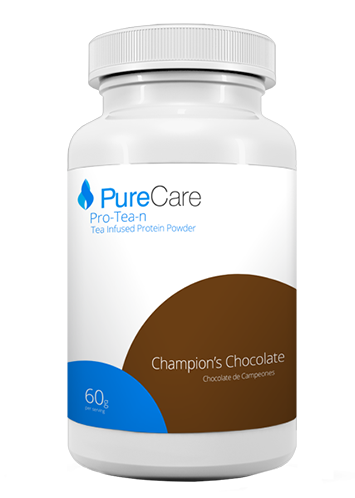 PureCare
Pro-Tea-n
Tea Infused Protein Powder
Champion's Chocolate
Chocolate de Campeones
60g
per serving